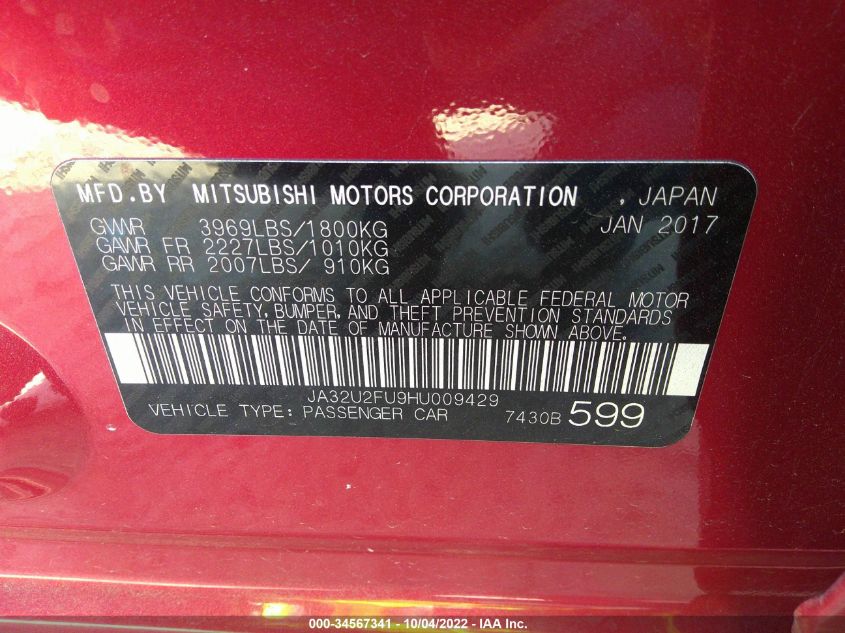 MFD.BY MITSUBISHI MOTORS CORPORATION , JAPAN
GVWR 3969LBS/1800KG JAN 2017
GAWR FR 2227LBS/1010KG
GAWR RR 2007LBS/ 910KG
THIS VEHICLE CONFORMS TO ALL APPLICABLE FEDERAL MOTOR
VEHICLE SAFETY, BUMPER, AND THEFT PREVENTION STANDARDS
IN EFFECT ON THE DATE OF MANUFACTURE SHOWN ABOVE.
JA32U2FU9HU009429
VEHICLE TYPE: PASSENGER CAR 7430B 599
000-34567341 - 10/04/2022 - IAA Inc.